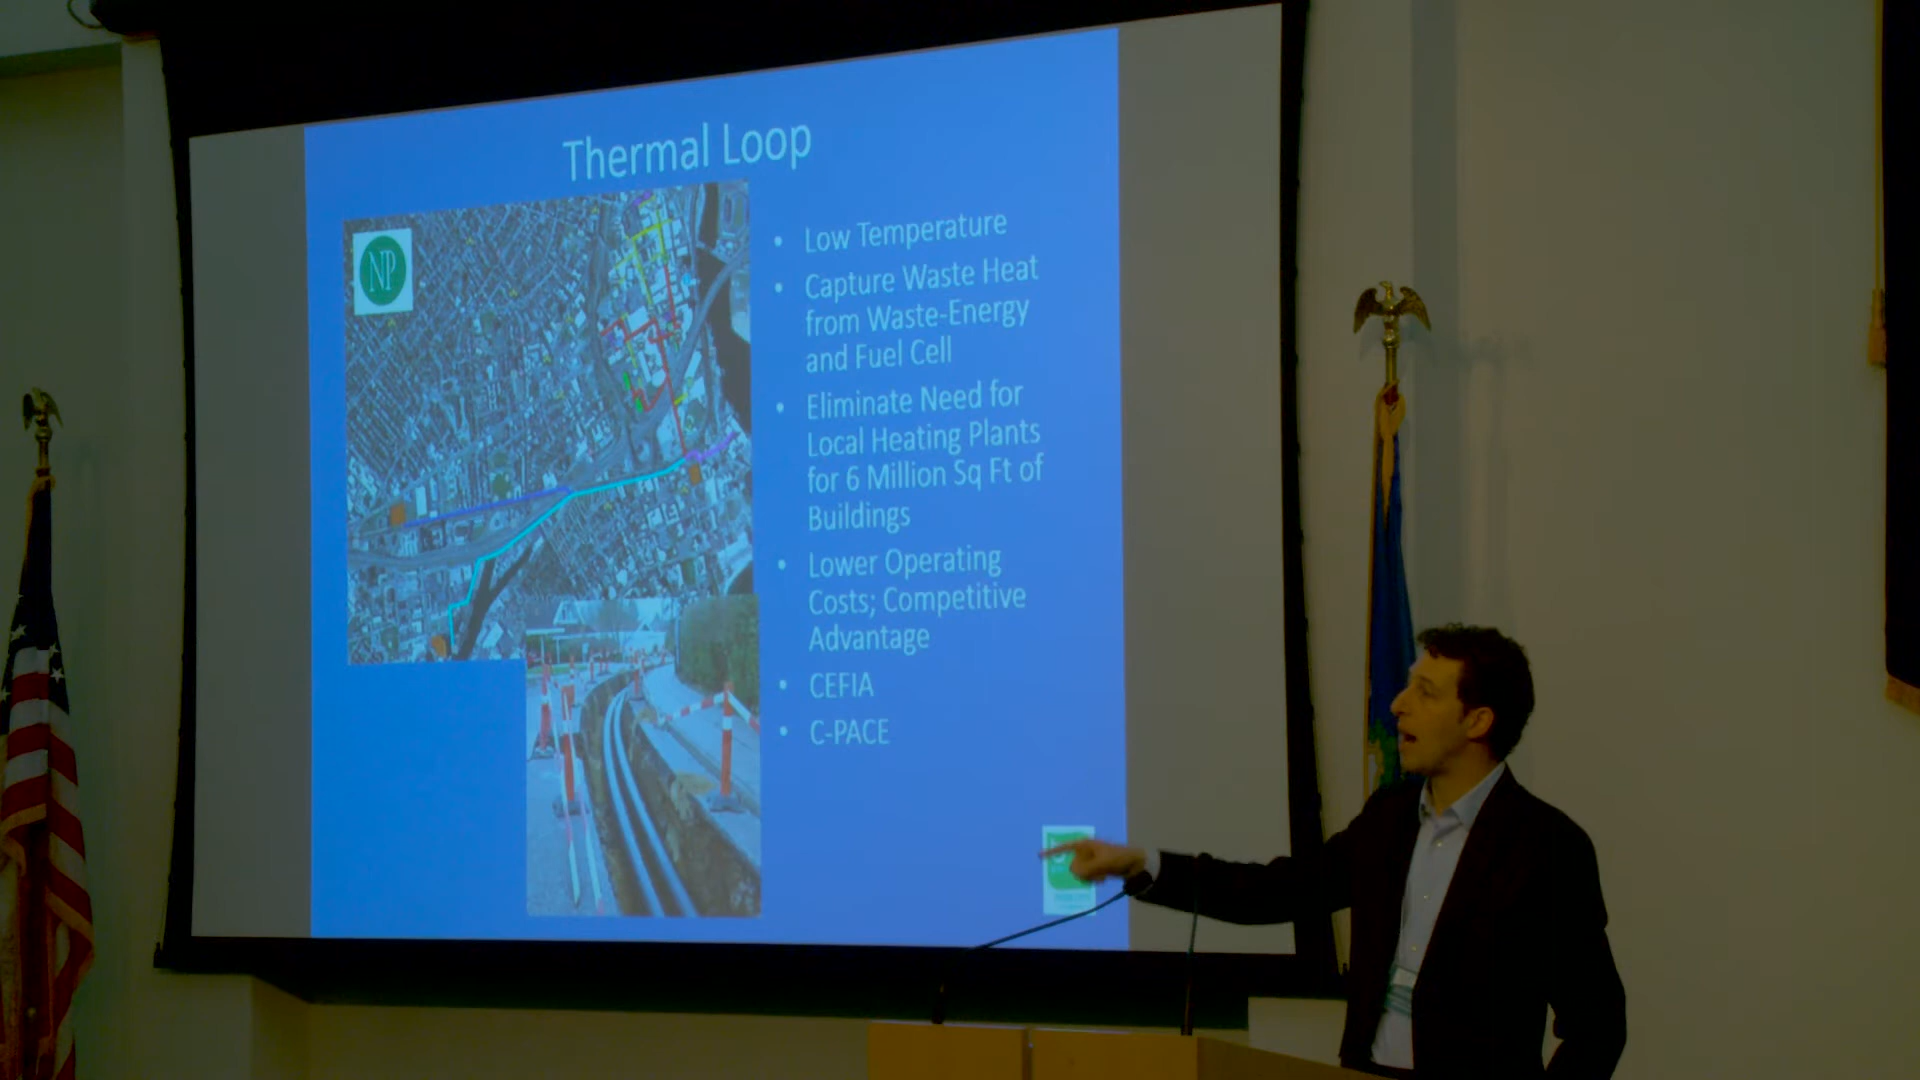 Thermal Loop
NP
• Low Temperature
• Capture Waste Heat
from Waste-Energy
and Fuel Cell
• Eliminate Need for
Local Heating Plants
for 6 Million Sq Ft of
Buildings
• Lower Operating
Costs; Competitive
Advantage
• CEFIA
• C-PACE